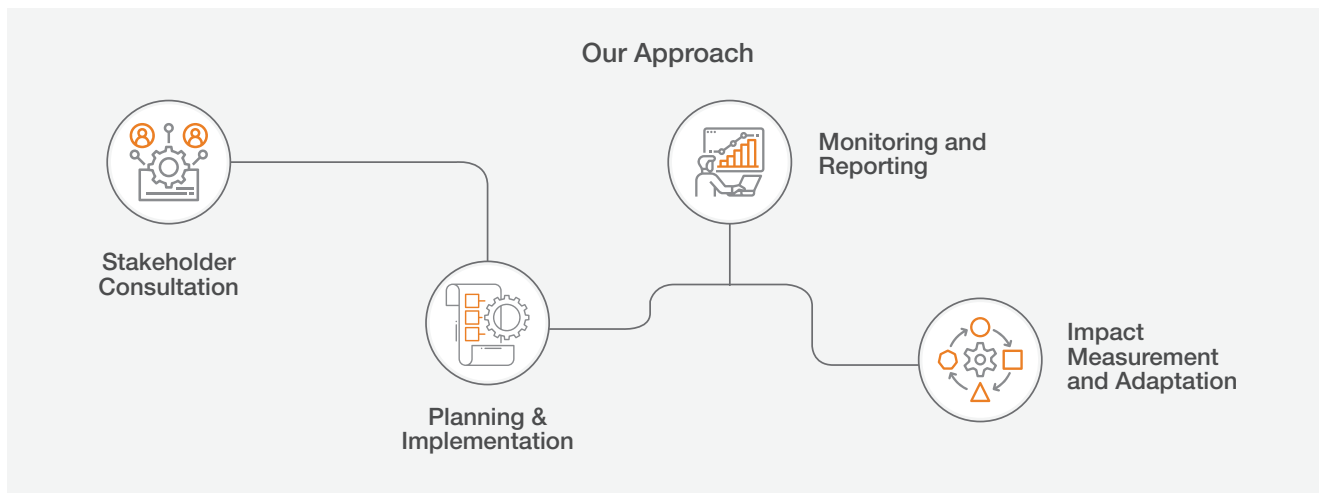 Our Approach
Stakeholder
Consultation
Planning &
Implementation
Monitoring and
Reporting
Impact
Measurement
and Adaptation